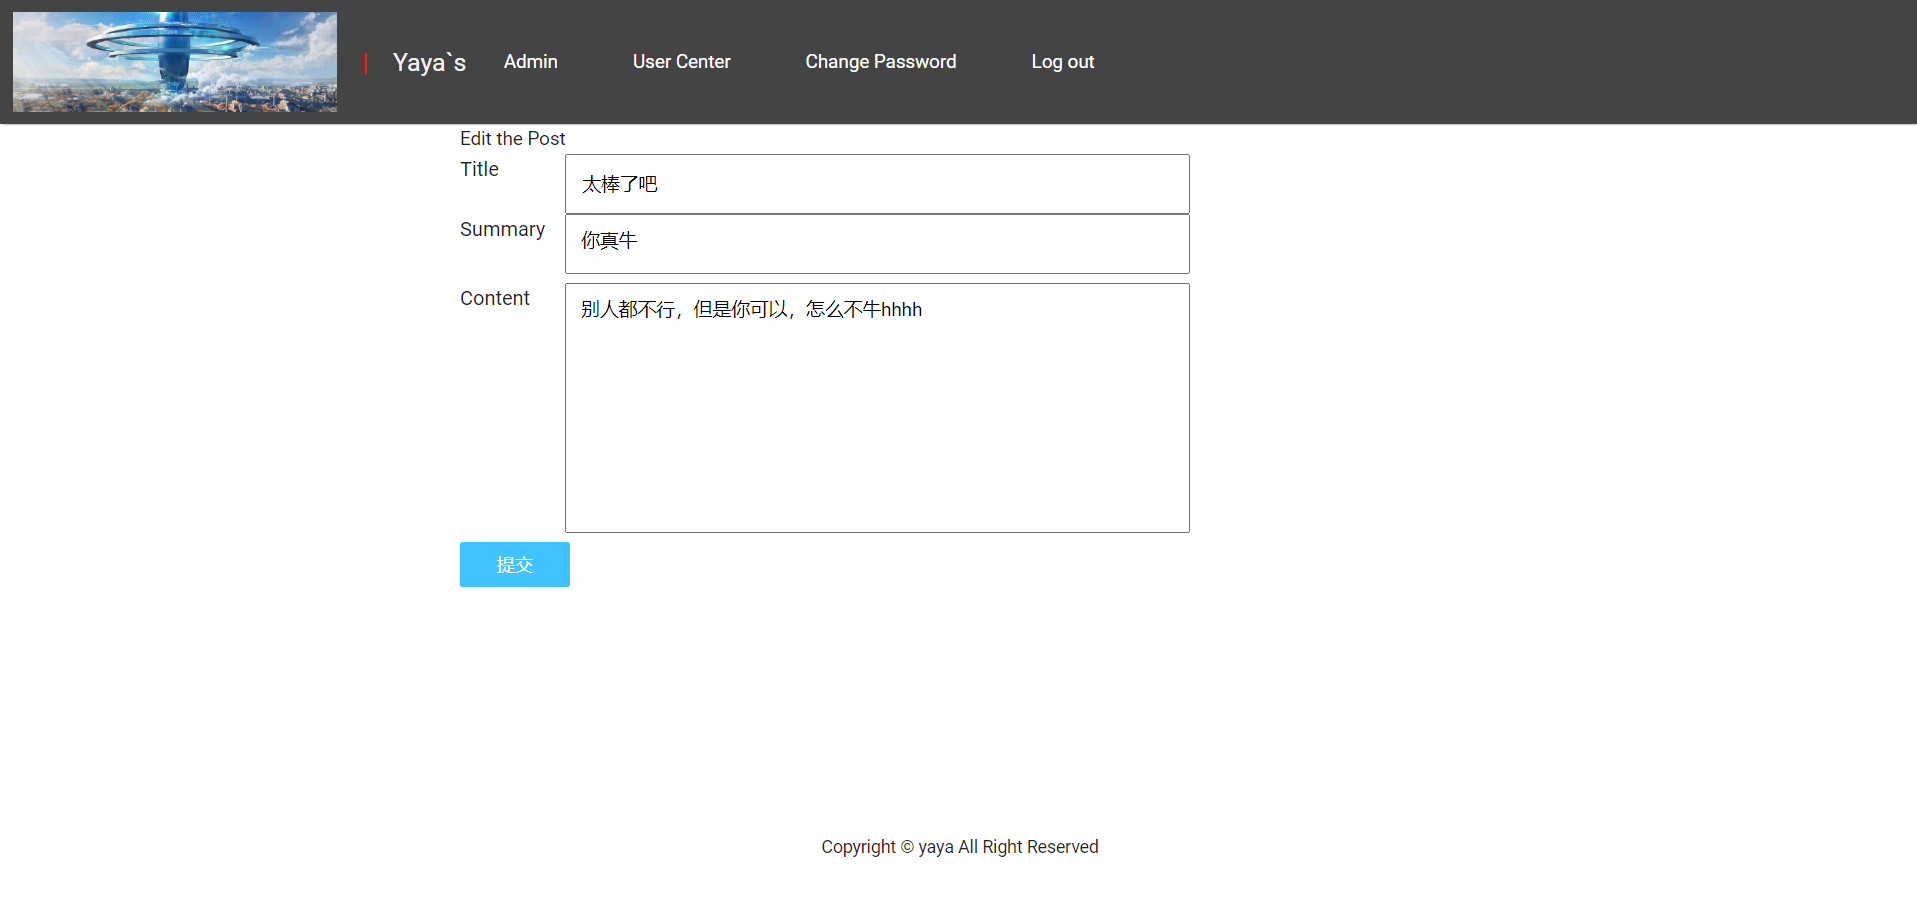 | Yaya`s Admin User Center Change Password Log out
Edit the Post
Title 太棒了吧
Summary 你真牛
Content 别人都不行，但是你可以，怎么不牛hhhh
提交
Copyright © yaya All Right Reserved